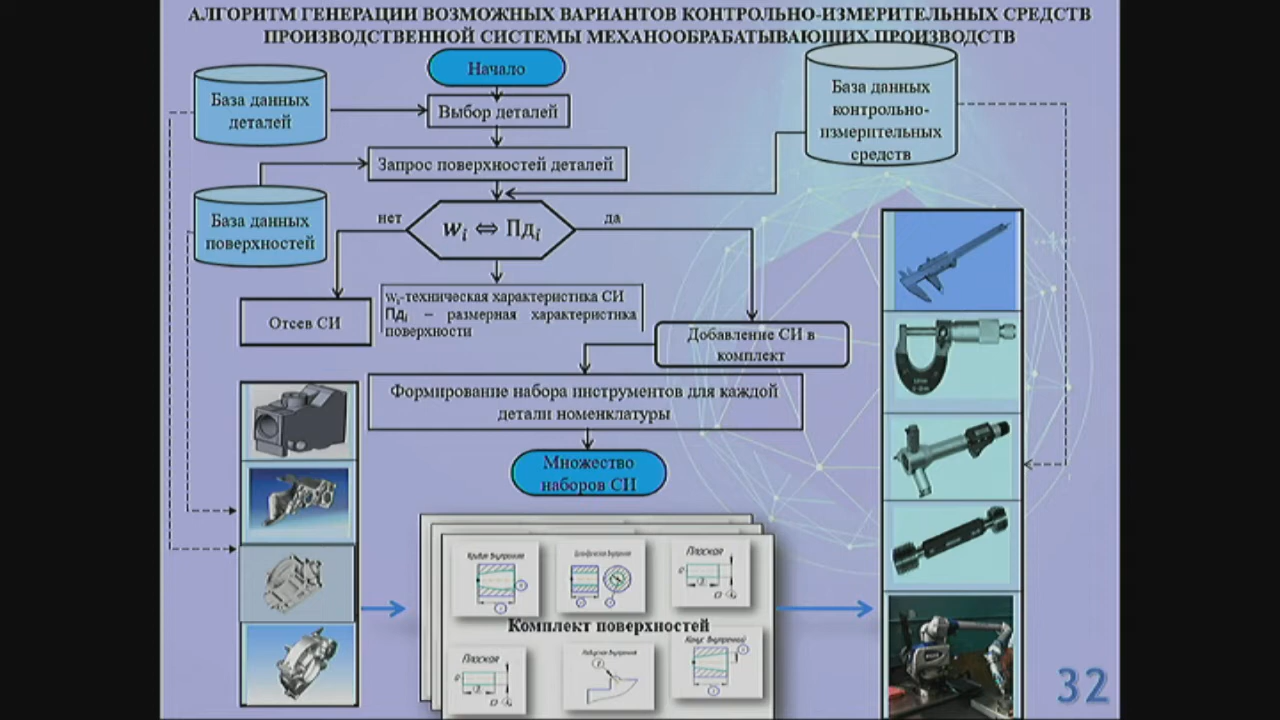 АЛГОРИТМ ГЕНЕРАЦИИ ВОЗМОЖНЫХ ВАРИАНТОВ КОНТРОЛЬНО-ИЗМЕРИТЕЛЬНЫХ СРЕДСТВ
ПРОИЗВОДСТВЕННОЙ СИСТЕМЫ МЕХАНООБРАБАТЫВАЮЩИХ ПРОИЗВОДСТВ
Начало
База данных
деталей
Выбор деталей
База данных
контрольно-
измерительных
средств
Запрос поверхностей деталей
База данных
поверхностей
нет
wᵢ ⇔ Пдᵢ
да
Отсев СИ
wᵢ-техническая характеристика СИ
Пдᵢ – размерная характеристика
поверхности
Добавление СИ в
комплект
Формирование набора инструментов для каждой
детали номенклатуры
Множество
наборов СИ
Плоская
Комплект поверхностей
Плоская
Конус Внутренний
32